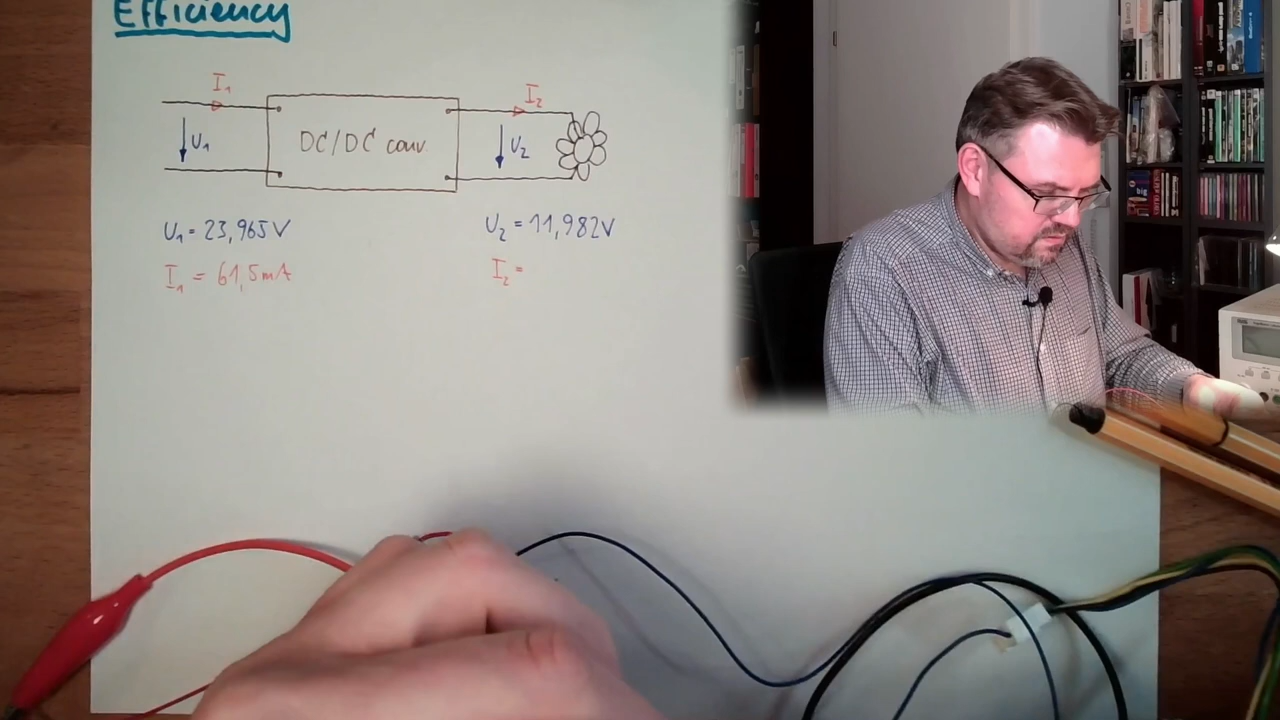 Efficiency
I₁
I₂
U₁
DC/DC conv.
U₂
U₁ = 23,965V
U₂ = 11,982V
I₁ = 61,5mA
I₂ =